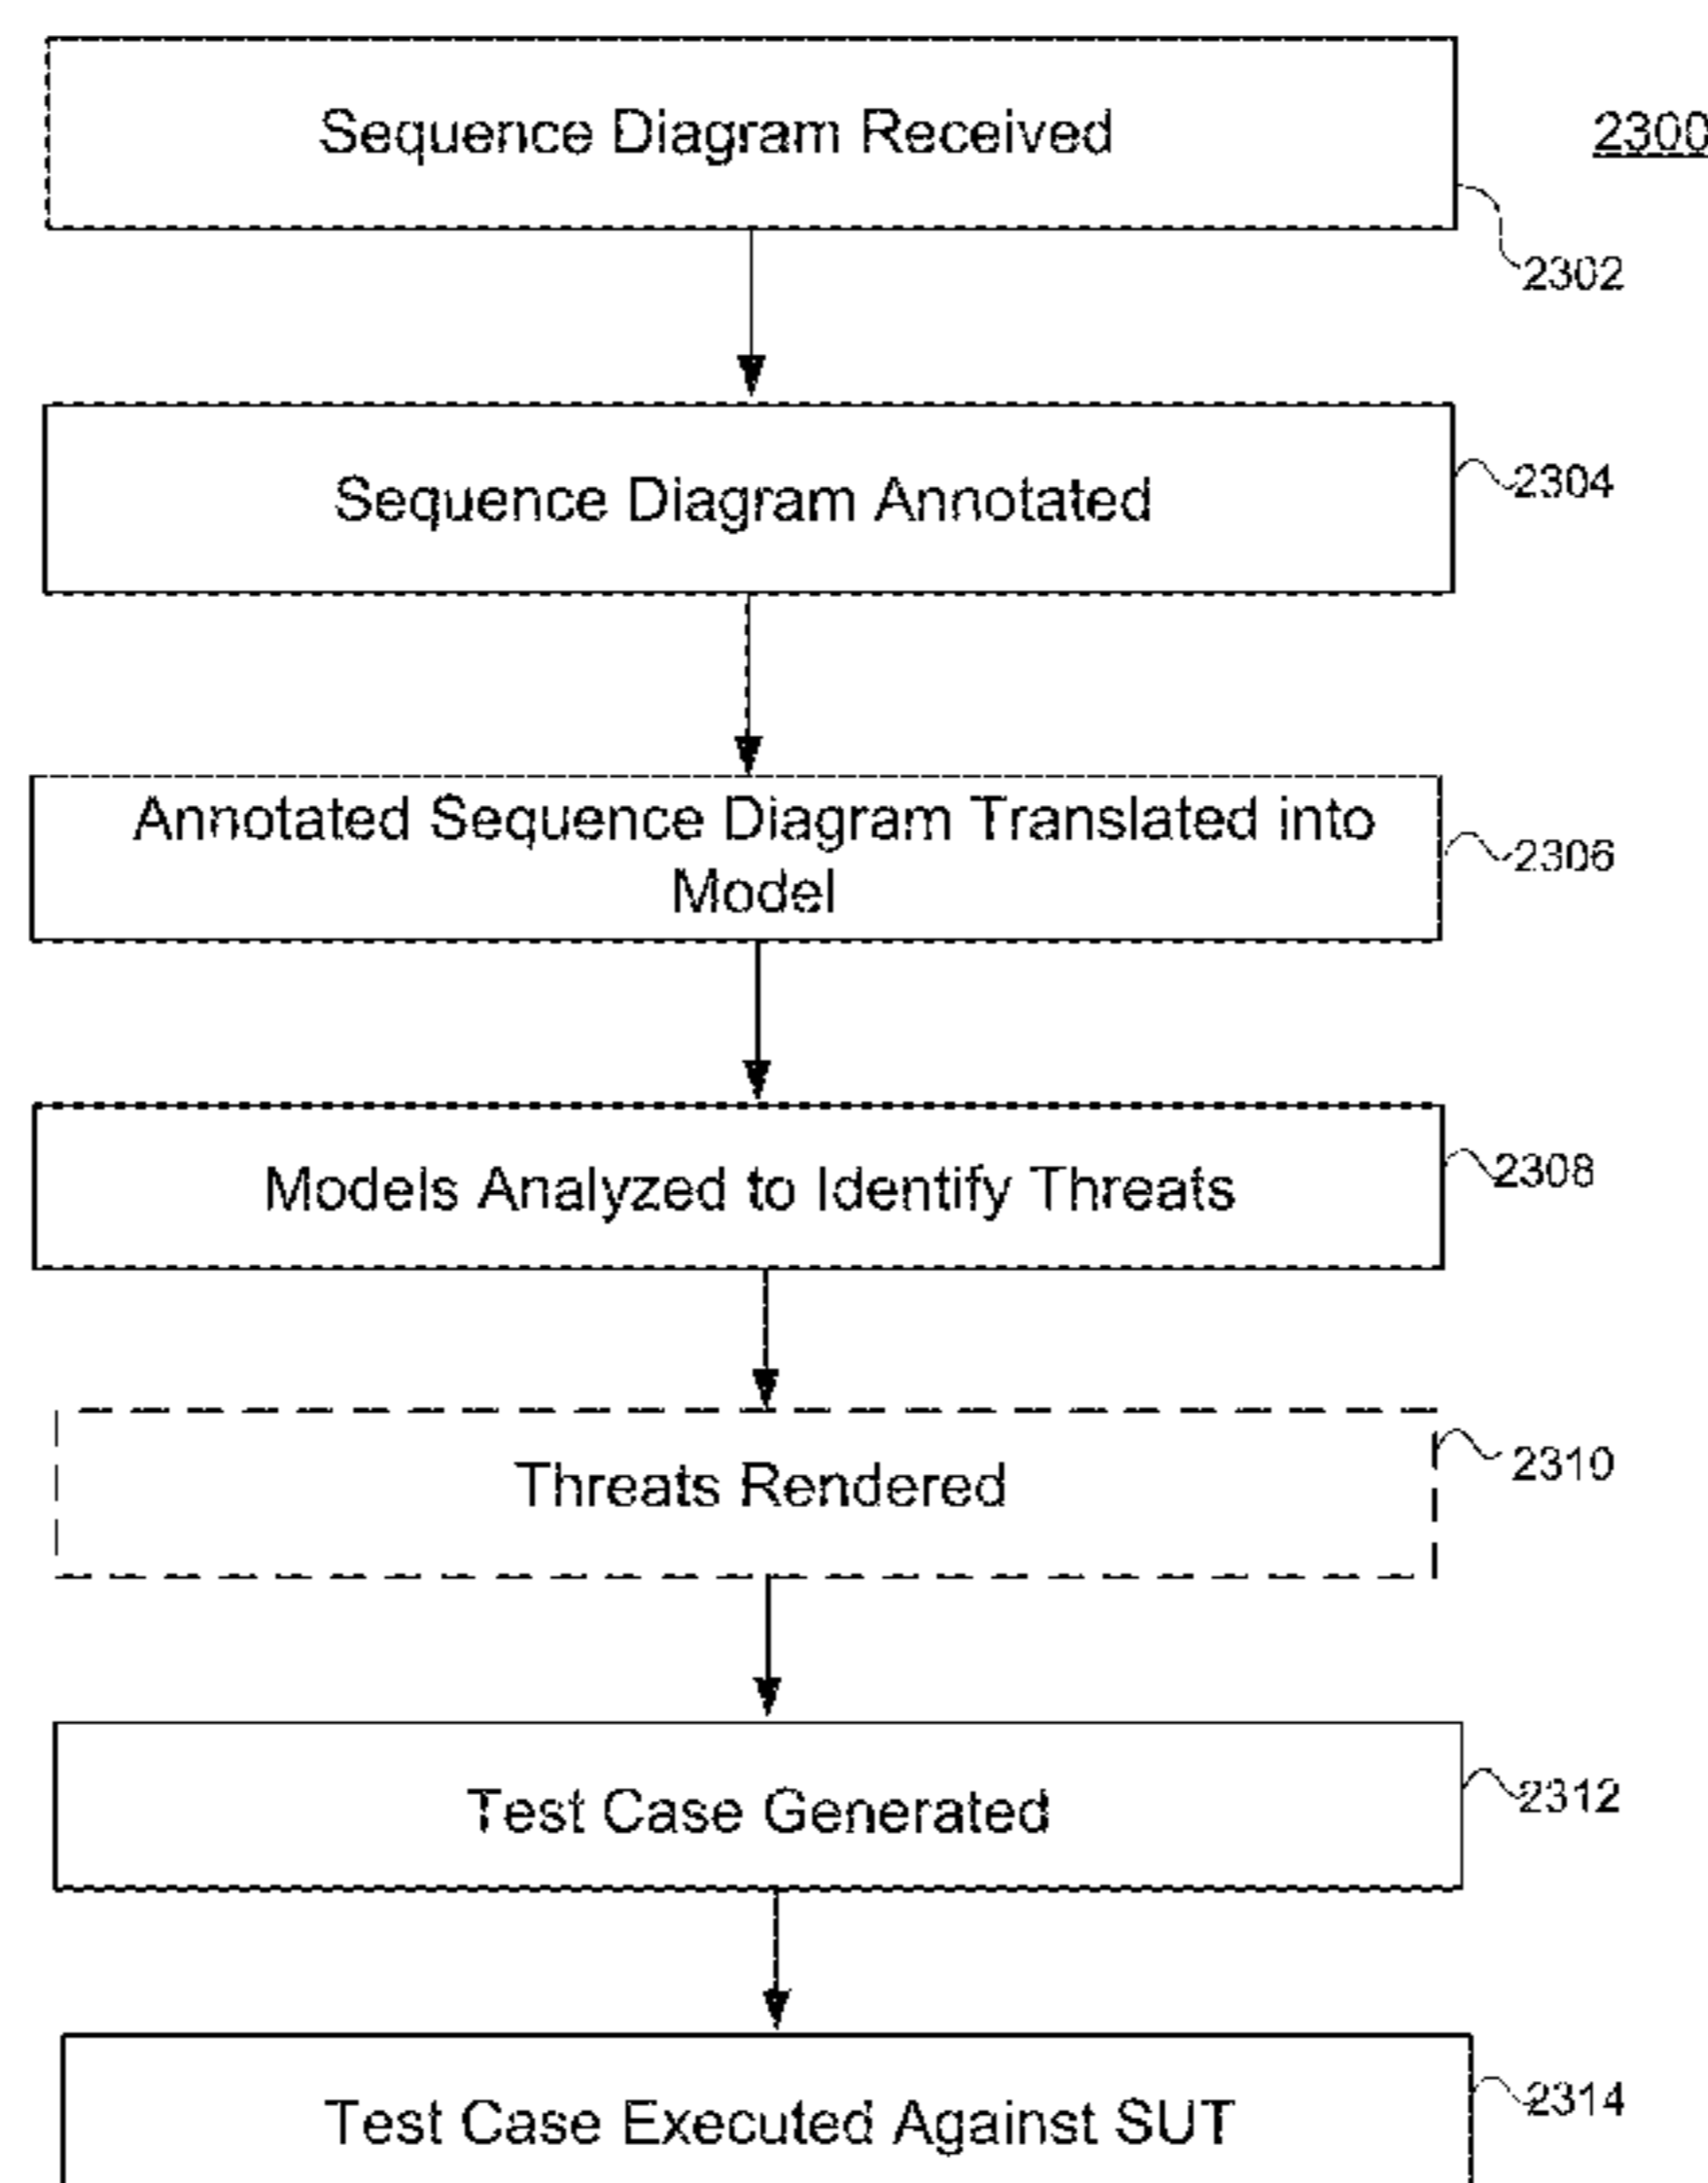 Sequence Diagram Received
2300
2302
Sequence Diagram Annotated
2304
Annotated Sequence Diagram Translated into
Model
2306
Models Analyzed to Identify Threats
2308
Threats Rendered
2310
Test Case Generated
2312
Test Case Executed Against SUT
2314